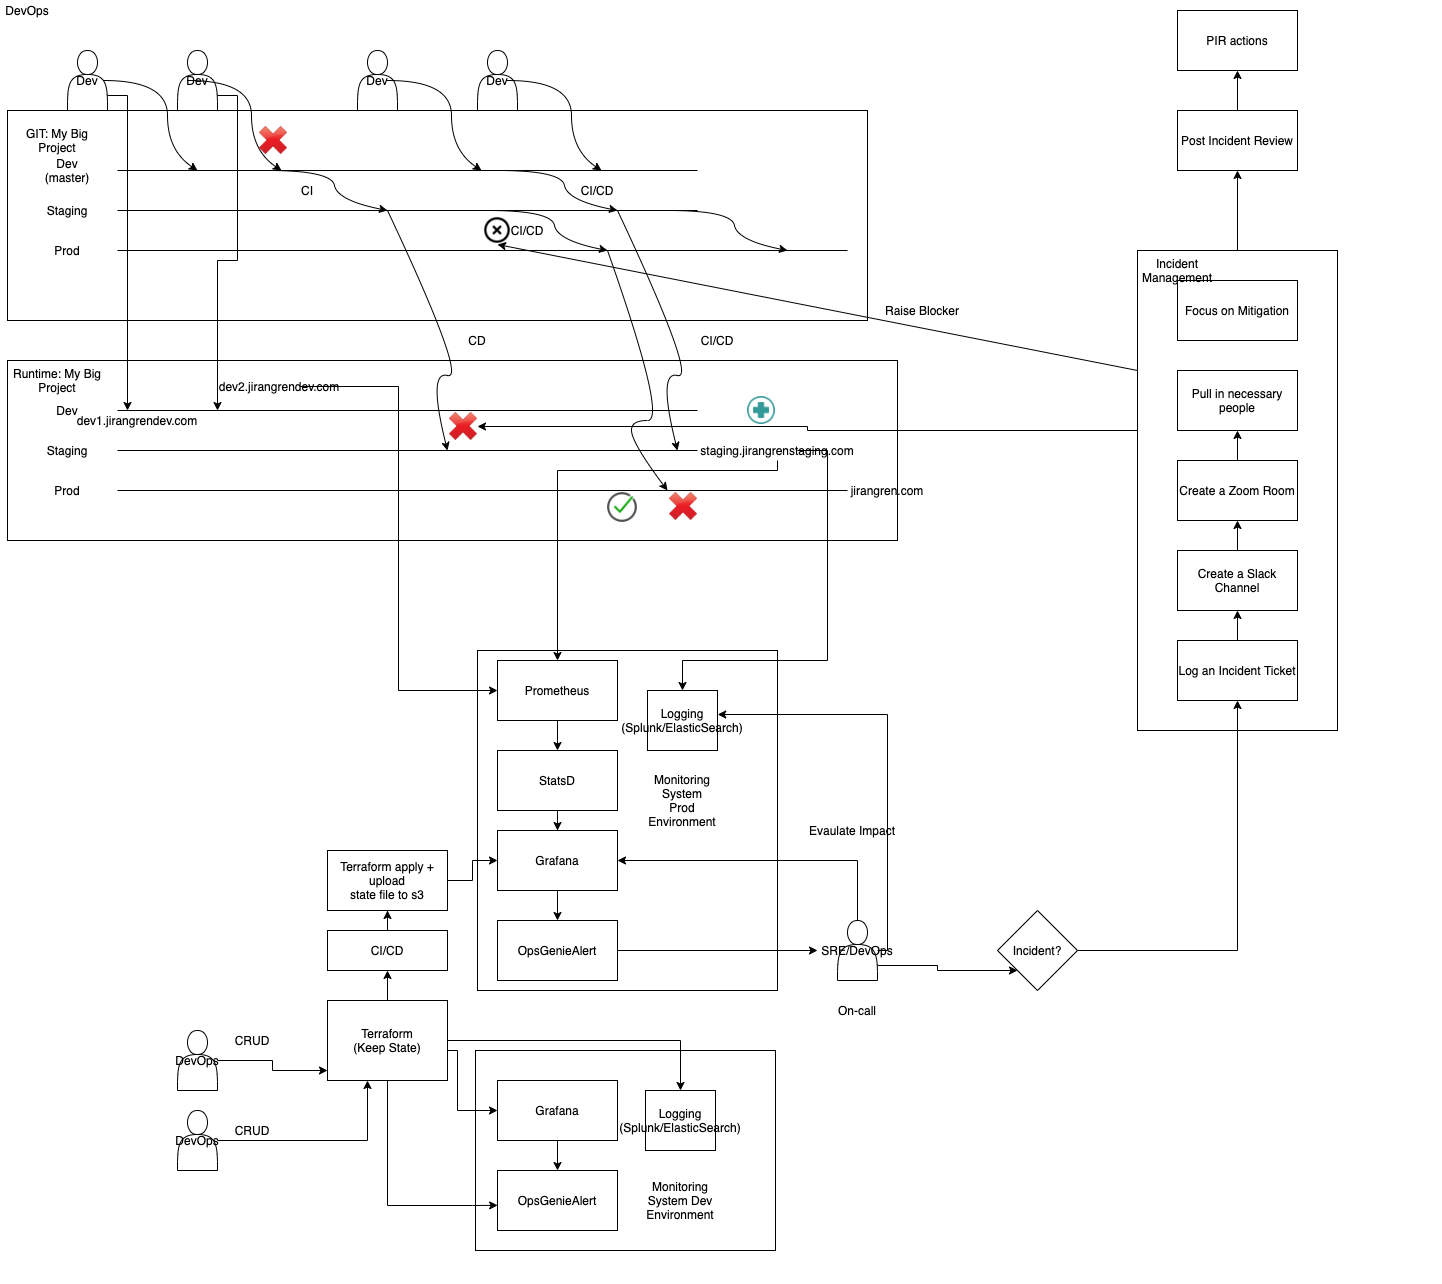 DevOps
Dev
Dev
Dev
Dev
PIR actions
Post Incident Review
GIT: My Big
Project
Dev
(master)
CI
CI/CD
Staging
CI/CD
Prod
Incident
Management
Focus on Mitigation
Raise Blocker
CD
CI/CD
Runtime: My Big
Project
dev2.jirangrendev.com
Dev
dev1.jirangrendev.com
Staging
staging.jirangrenstaging.com
Prod
jirangren.com
Pull in necessary
people
Create a Zoom Room
Create a Slack
Channel
Log an Incident Ticket
Prometheus
Logging
(Splunk/ElasticSearch)
StatsD
Monitoring
System
Prod
Environment
Evaulate Impact
Grafana
Terraform apply +
upload
state file to s3
OpsGenieAlert
CI/CD
SRE/DevOps
On-call
Incident?
Terraform
(Keep State)
CRUD
DevOps
CRUD
DevOps
Grafana
Logging
(Splunk/ElasticSearch)
OpsGenieAlert
Monitoring
System Dev
Environment